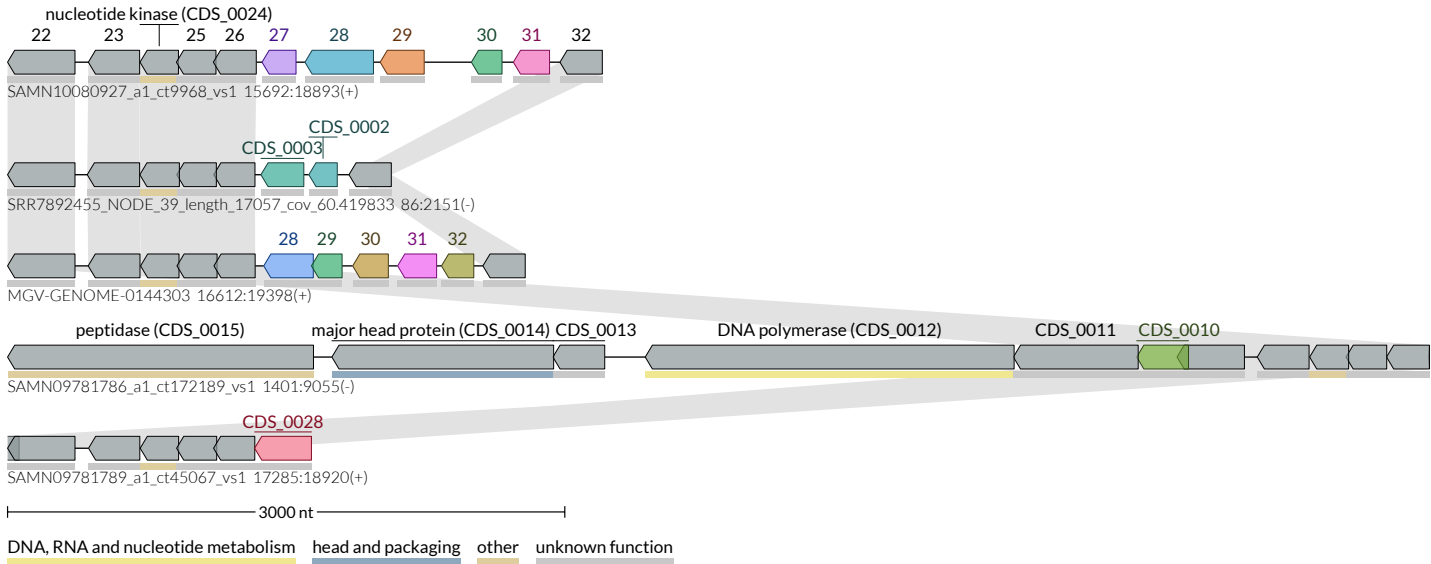 nucleotide kinase (CDS_0024)
22 23 25 26 27 28 29 30 31 32
SAMN10080927_a1_ct9968_vs1 15692:18893(+)
CDS_0002
CDS_0003
SRR7892455_NODE_39_length_17057_cov_60.419833 86:2151(-)
28 29 30 31 32
MGV-GENOME-0144303 16612:19398(+)
peptidase (CDS_0015) major head protein (CDS_0014) CDS_0013 DNA polymerase (CDS_0012) CDS_0011 CDS_0010
SAMN09781786_a1_ct172189_vs1 1401:9055(-)
CDS_0028
SAMN09781789_a1_ct45067_vs1 17285:18920(+)
3000 nt
DNA, RNA and nucleotide metabolism head and packaging other unknown function